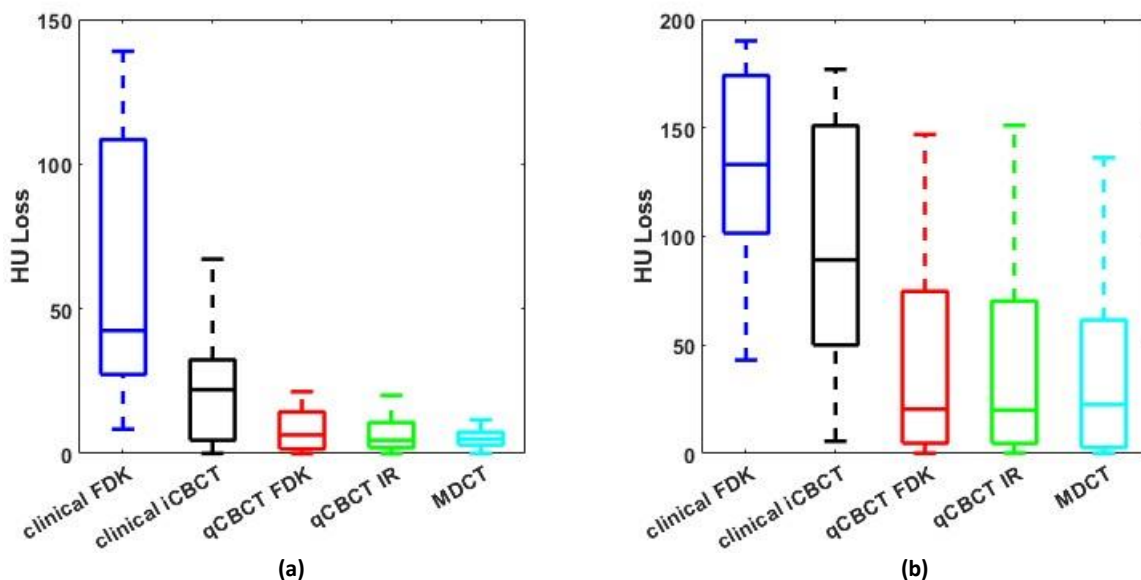 150
100
50
0
HU Loss
clinical FDK
clinical iCBCT
qCBCT FDK
qCBCT IR
MDCT
(a)
200
150
100
50
0
HU Loss
clinical FDK
clinical iCBCT
qCBCT FDK
qCBCT IR
MDCT
(b)